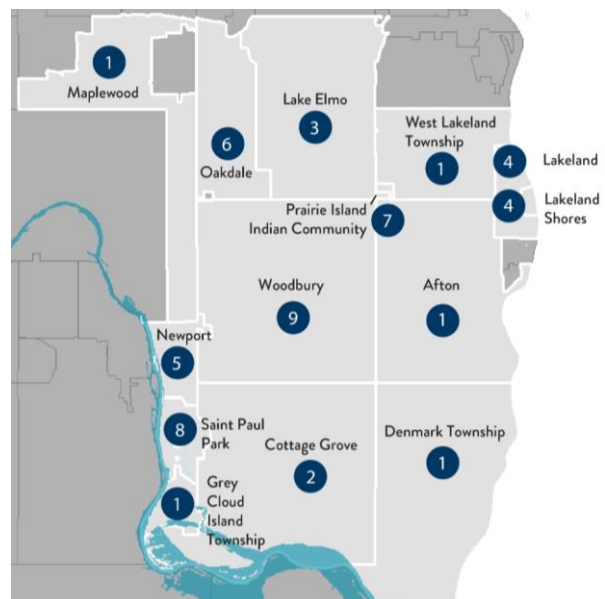 1
Maplewood
Lake Elmo
3
6
Oakdale
West Lakeland
Township
1
4
Lakeland
4
Lakeland
Shores
Prairie Island
Indian Community
7
Woodbury
9
Afton
1
Newport
5
8
Saint Paul
Park
Cottage Grove
2
Denmark Township
1
1
Grey
Cloud
Island
Township